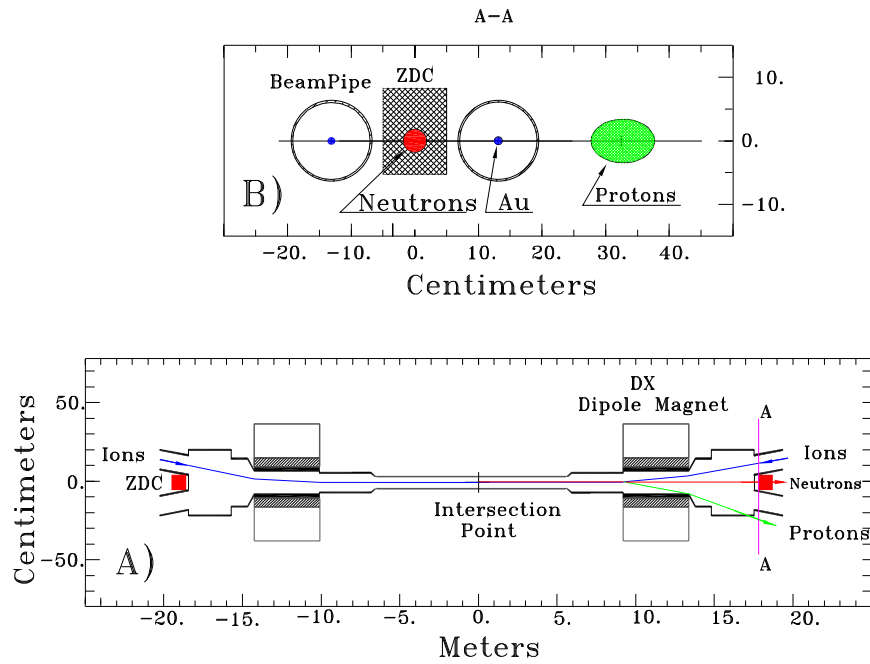 A-A
BeamPipe
ZDC
10.
0.
-10.
B)
Neutrons
Au
Protons
-20. -10. 0. 10. 20. 30. 40.
Centimeters
Centimeters
50.
0.
-50.
DX
Dipole Magnet
A
Ions
Ions
ZDC
Neutrons
Intersection
Point
Protons
A)
A
-20. -15. -10. -5. 0. 5. 10. 15. 20.
Meters